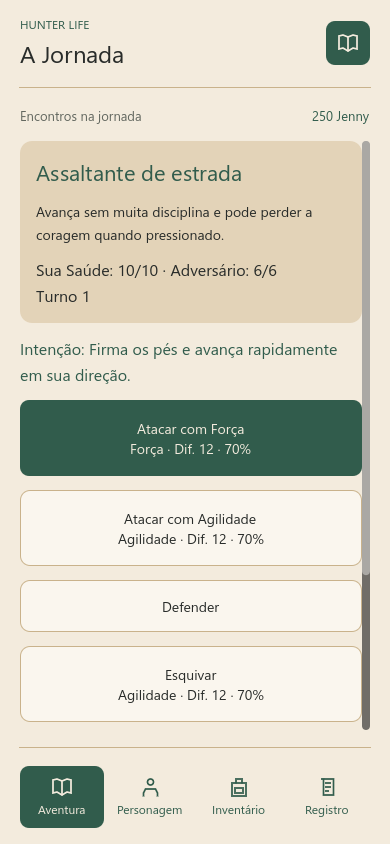 HUNTER LIFE
A Jornada
Encontros na jornada
250 Jenny
Assaltante de estrada
Avança sem muita disciplina e pode perder a
coragem quando pressionado.
Sua Saúde: 10/10 · Adversário: 6/6
Turno 1
Intenção: Firma os pés e avança rapidamente
em sua direção.
Atacar com Força
Força · Dif. 12 · 70%
Atacar com Agilidade
Agilidade · Dif. 12 · 70%
Defender
Esquivar
Agilidade · Dif. 12 · 70%
Aventura
Personagem
Inventário
Registro